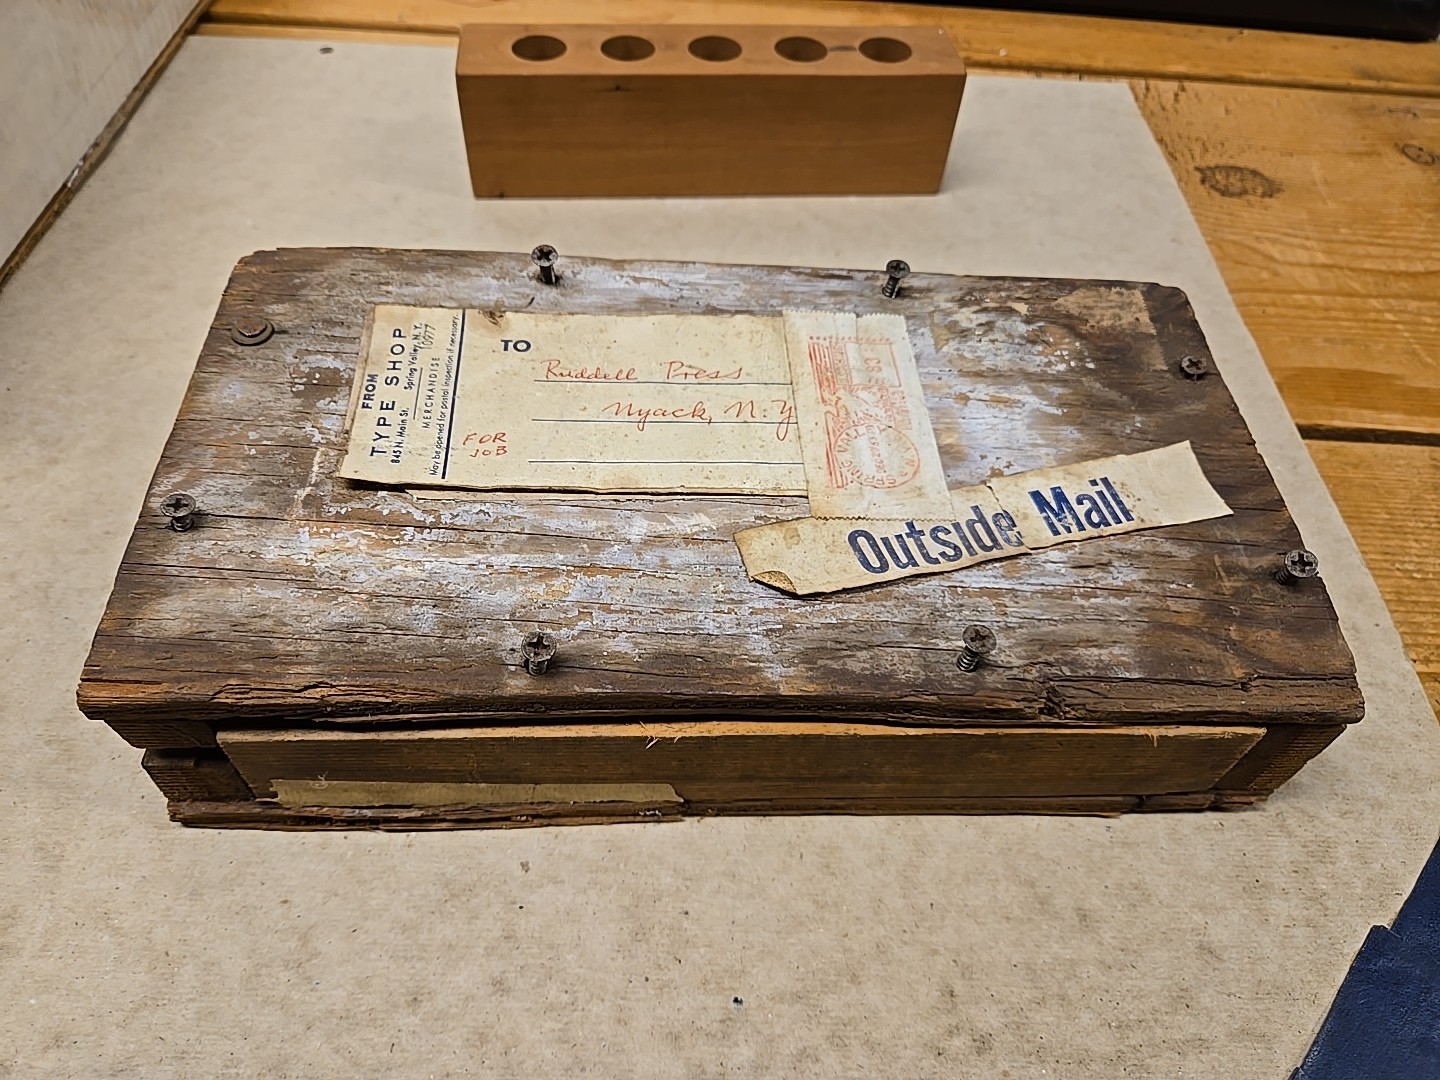 FROM
TYPE SHOP
845 N. Main St. Spring Valley, N.Y.
10977
MERCHANDISE
May be opened for postal inspection if necessary.
TO
Ruddell Press
Nyack, N.Y
FOR
JOB
Outside Mail